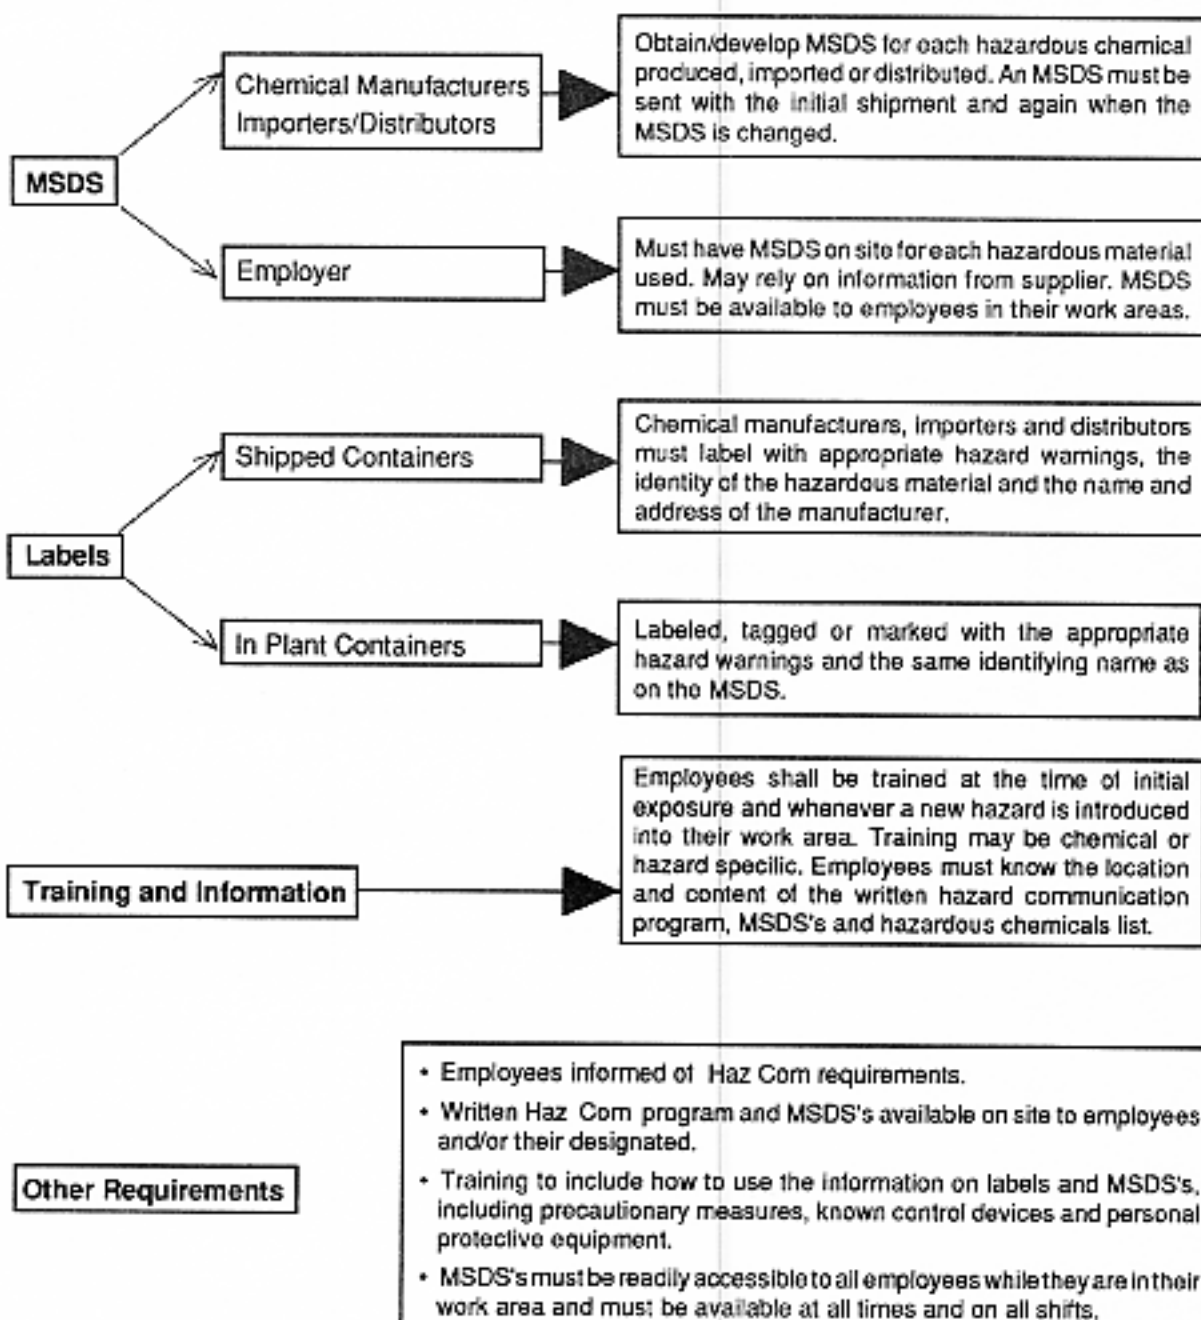 MSDS
Chemical Manufacturers
Importers/Distributors
Obtain/develop MSDS for each hazardous chemical
produced, imported or distributed. An MSDS must be
sent with the initial shipment and again when the
MSDS is changed.
Employer
Must have MSDS on site for each hazardous material
used. May rely on information from supplier. MSDS
must be available to employees in their work areas.
Labels
Shipped Containers
Chemical manufacturers, importers and distributors
must label with appropriate hazard warnings, the
identity of the hazardous material and the name and
address of the manufacturer.
In Plant Containers
Labeled, tagged or marked with the appropriate
hazard warnings and the same identifying name as
on the MSDS.
Training and Information
Employees shall be trained at the time of initial
exposure and whenever a new hazard is introduced
into their work area. Training may be chemical or
hazard specific. Employees must know the location
and content of the written hazard communication
program, MSDS's and hazardous chemicals list.
Other Requirements
• Employees informed of Haz Com requirements.
• Written Haz Com program and MSDS's available on site to employees
and/or their designated.
• Training to include how to use the information on labels and MSDS's,
including precautionary measures, known control devices and personal
protective equipment.
• MSDS's must be readily accessible to all employees while they are in their
work area and must be available at all times and on all shifts.